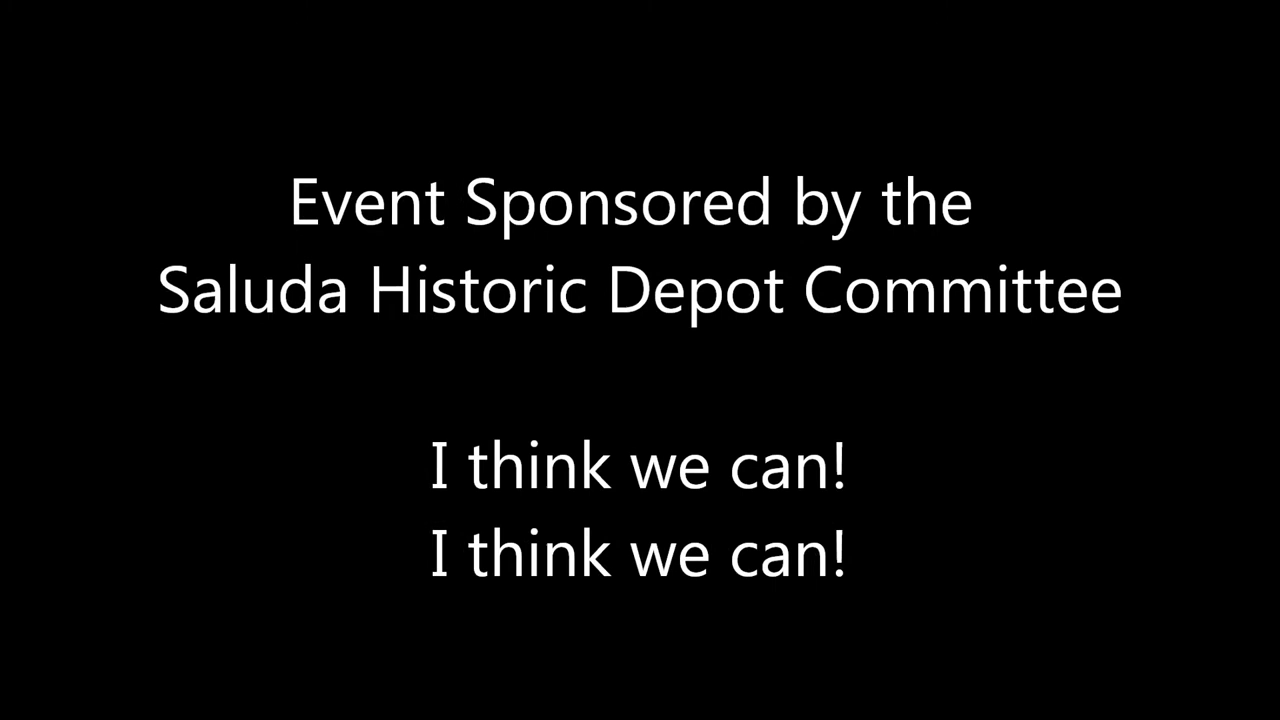 Event Sponsored by the
Saluda Historic Depot Committee
I think we can!
I think we can!